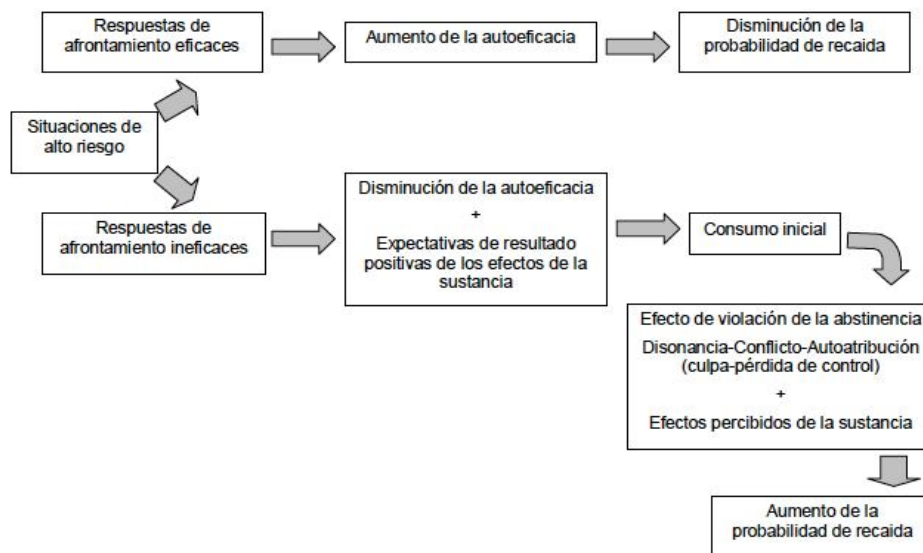 Respuestas de
afrontamiento eficaces
Aumento de la autoeficacia
Disminución de la
probabilidad de recaida
Situaciones de
alto riesgo
Respuestas de
afrontamiento ineficaces
Disminución de la autoeficacia
+
Expectativas de resultado
positivas de los efectos de la
sustancia
Consumo inicial
Efecto de violación de la abstinencia
Disonancia-Conflicto-Autoatribución
(culpa-pérdida de control)
+
Efectos percibidos de la sustancia
Aumento de la
probabilidad de recaida